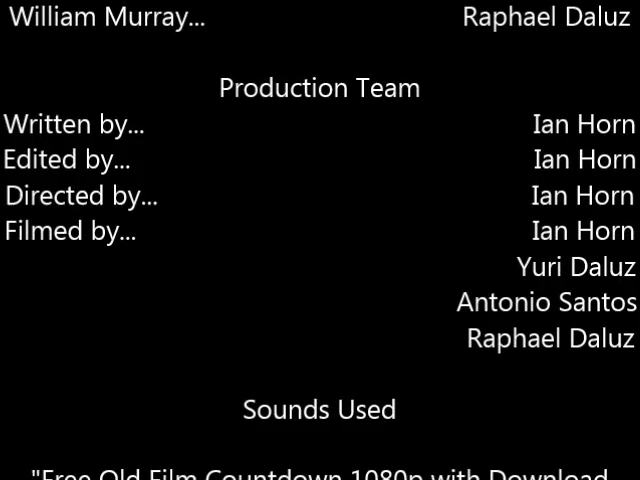 William Murray... Raphael Daluz
Production Team
Written by... Ian Horn
Edited by... Ian Horn
Directed by... Ian Horn
Filmed by... Ian Horn
Yuri Daluz
Antonio Santos
Raphael Daluz
Sounds Used
"Free Old Film Countdown 1080p with Download